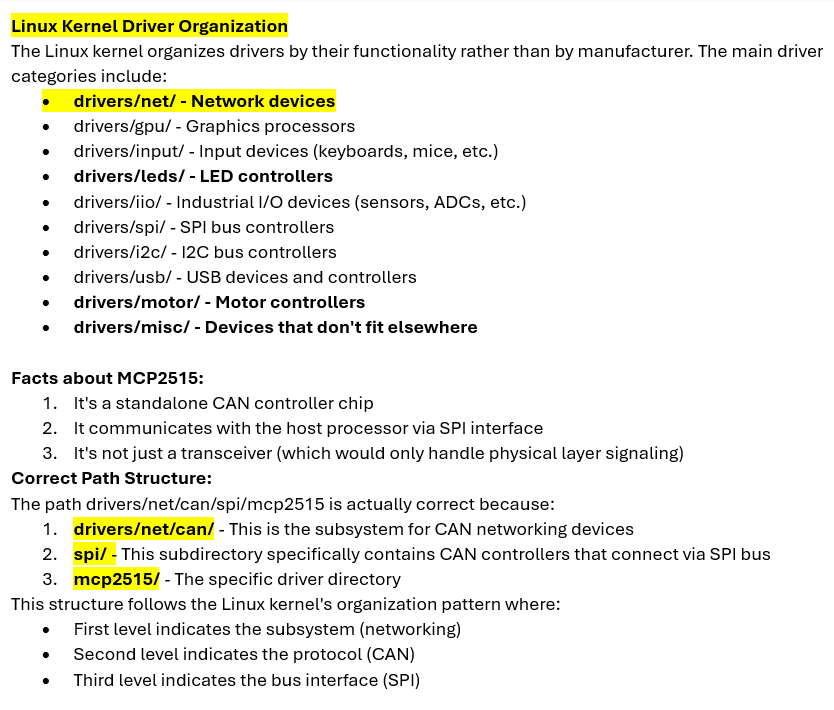 Linux Kernel Driver Organization
The Linux kernel organizes drivers by their functionality rather than by manufacturer. The main driver
categories include:
• drivers/net/ - Network devices
• drivers/gpu/ - Graphics processors
• drivers/input/ - Input devices (keyboards, mice, etc.)
• drivers/leds/ - LED controllers
• drivers/iio/ - Industrial I/O devices (sensors, ADCs, etc.)
• drivers/spi/ - SPI bus controllers
• drivers/i2c/ - I2C bus controllers
• drivers/usb/ - USB devices and controllers
• drivers/motor/ - Motor controllers
• drivers/misc/ - Devices that don't fit elsewhere
Facts about MCP2515:
1. It's a standalone CAN controller chip
2. It communicates with the host processor via SPI interface
3. It's not just a transceiver (which would only handle physical layer signaling)
Correct Path Structure:
The path drivers/net/can/spi/mcp2515 is actually correct because:
1. drivers/net/can/ - This is the subsystem for CAN networking devices
2. spi/ - This subdirectory specifically contains CAN controllers that connect via SPI bus
3. mcp2515/ - The specific driver directory
This structure follows the Linux kernel's organization pattern where:
• First level indicates the subsystem (networking)
• Second level indicates the protocol (CAN)
• Third level indicates the bus interface (SPI)